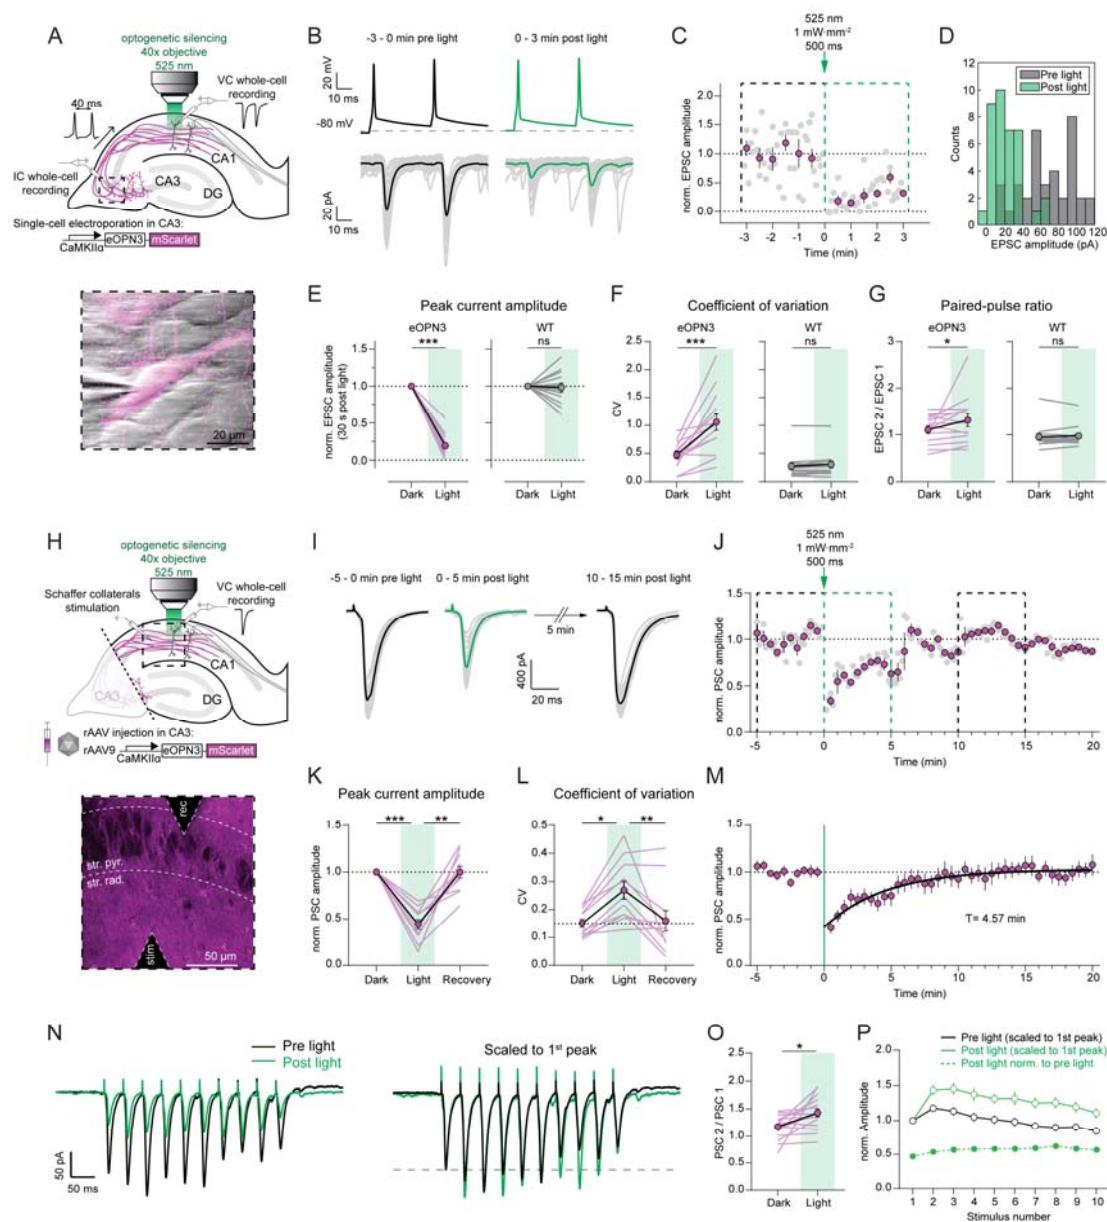 A
optogenetic silencing
40x objective
525 nm
VC whole-cell
recording
40 ms
CA1
IC whole-cell
recording
CA3
DG
Single-cell electroporation in CA3:
CaMKIIα
eOPN3
mScarlet
20 µm
B
-3 - 0 min pre light
0 - 3 min post light
20 mV
10 ms
-80 mV
20 pA
10 ms
C
525 nm
1 mW·mm-2
500 ms
norm. EPSC amplitude
2.0
1.5
1.0
0.5
0
-3 -2 -1 0 1 2 3
Time (min)
D
Pre light
Post light
Counts
12
10
8
6
4
2
0
0 20 40 60 80 100 120
EPSC amplitude (pA)
E
Peak current amplitude
eOPN3
WT
***
ns
norm. EPSC amplitude
(30 s post light)
1.5
1.0
0.5
0.0
Dark Light
Dark Light
F
Coefficient of variation
eOPN3
WT
***
ns
CV
2.5
2.0
1.5
1.0
0.5
0
Dark Light
Dark Light
G
Paired-pulse ratio
eOPN3
WT
*
ns
EPSC 2 / EPSC 1
2.5
2.0
1.5
1.0
0.5
0.0
Dark Light
Dark Light
H
optogenetic silencing
40x objective
525 nm
Schaffer collaterals
stimulation
VC whole-cell
recording
CA1
CA3
DG
rAAV injection in CA3:
rAAV9
CaMKIIα
eOPN3
mScarlet
rec
str. pyr.
str. rad.
stim
50 µm
I
-5 - 0 min pre light
0 - 5 min post light
10 - 15 min post light
5 min
400 pA
20 ms
J
525 nm
1 mW·mm-2
500 ms
norm. PSC amplitude
1.5
1.0
0.5
0.0
-5 0 5 10 15 20
Time (min)
K
Peak current amplitude
*** **
norm. PSC amplitude
1.5
1.0
0.5
0.0
Dark Light Recovery
L
Coefficient of variation
* **
CV
0.5
0.4
0.3
0.2
0.1
0
Dark Light Recovery
M
norm. PSC amplitude
1.5
1.0
0.5
0.0
T= 4.57 min
-5 0 5 10 15 20
Time (min)
N
Pre light
Post light
Scaled to 1st peak
50 pA
50 ms
O
*
PSC 2 / PSC 1
2.5
2.0
1.5
1.0
0.5
0.0
Dark Light
P
Pre light (scaled to 1st peak)
Post light (scaled to 1st peak)
Post light norm. to pre light
norm. Amplitude
2.0
1.5
1.0
0.5
0.0
1 2 3 4 5 6 7 8 9 10
Stimulus number